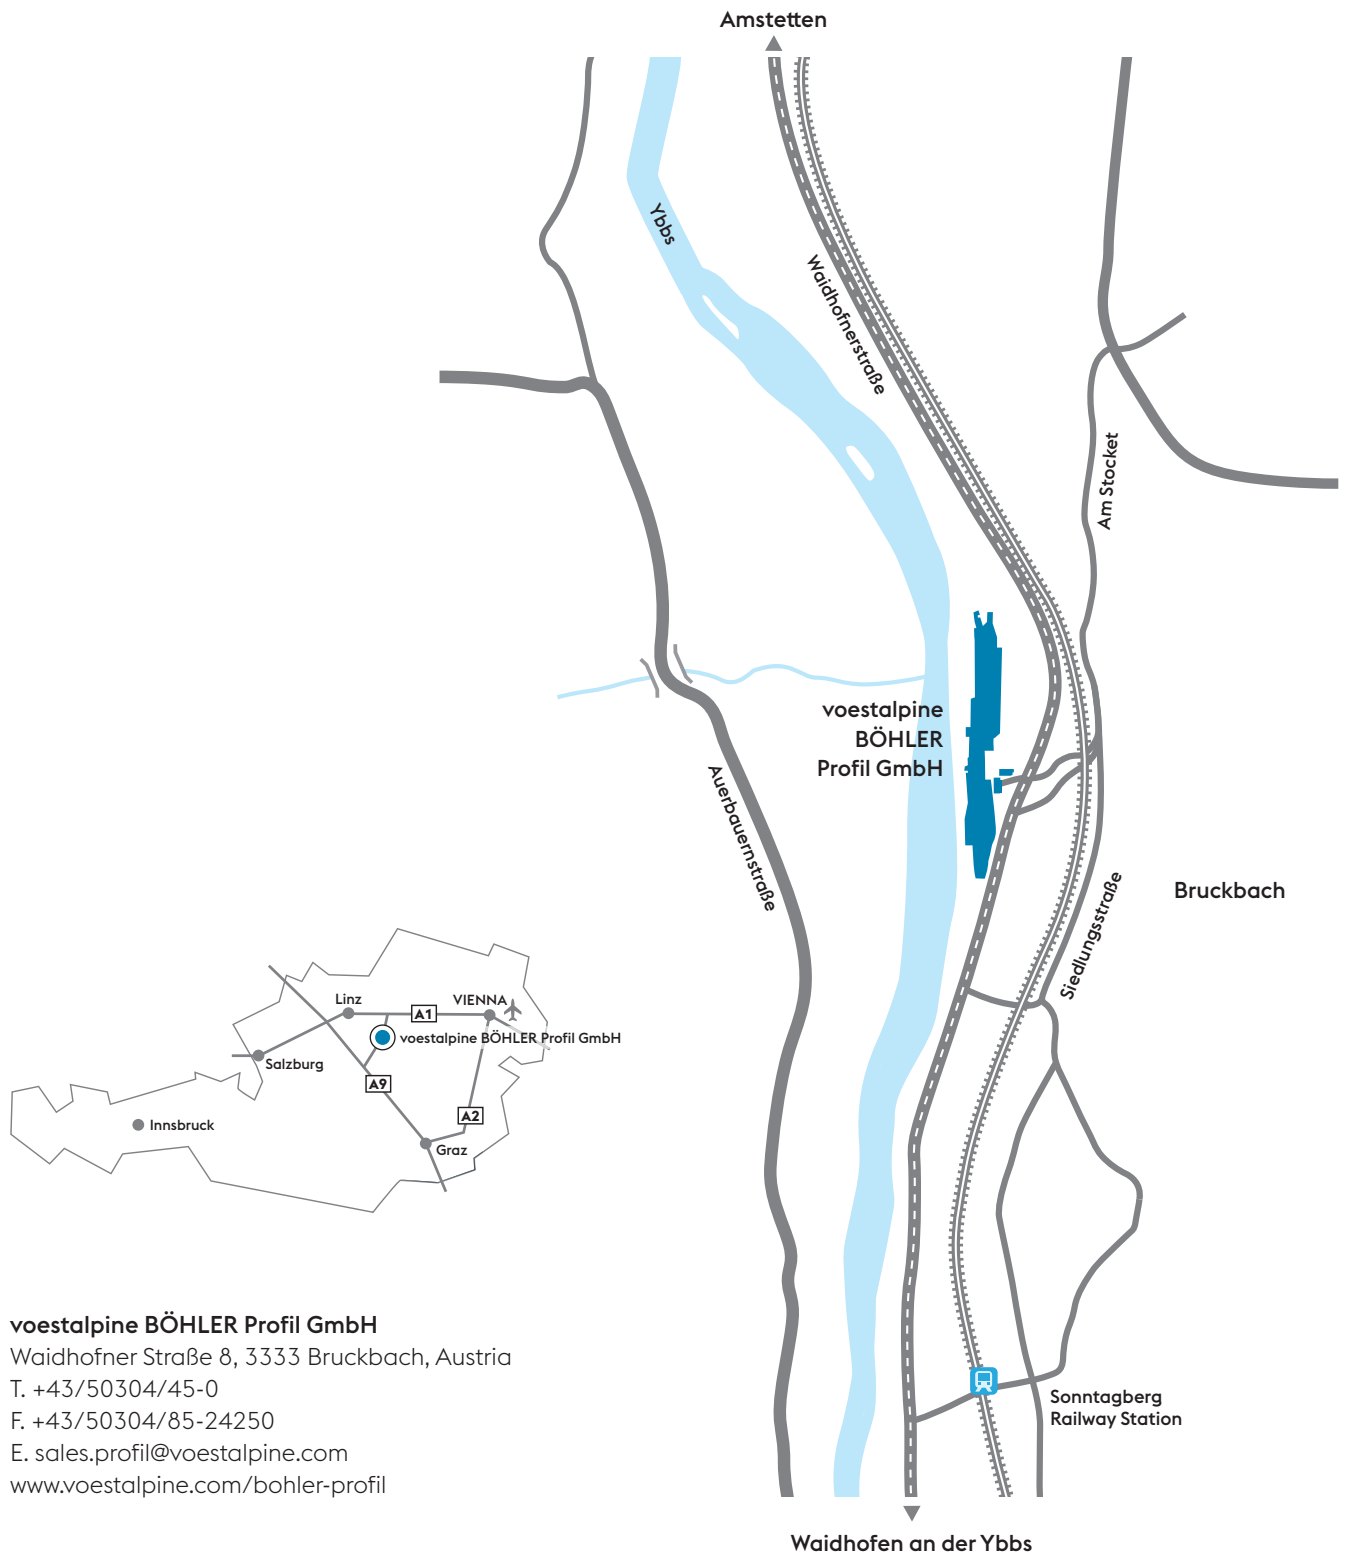 Amstetten
Ybbs
Waidhofnerstraße
Am Stocket
voestalpine
BÖHLER
Profil GmbH
Auerbauernstraße
Siedlungsstraße
Bruckbach
Linz
A1
VIENNA
voestalpine BÖHLER Profil GmbH
Salzburg
A9
A2
Innsbruck
Graz
voestalpine BÖHLER Profil GmbH
Waidhofner Straße 8, 3333 Bruckbach, Austria
T. +43/50304/45-0
F. +43/50304/85-24250
E. sales.profil@voestalpine.com
www.voestalpine.com/bohler-profil
Sonntagberg
Railway Station
Waidhofen an der Ybbs